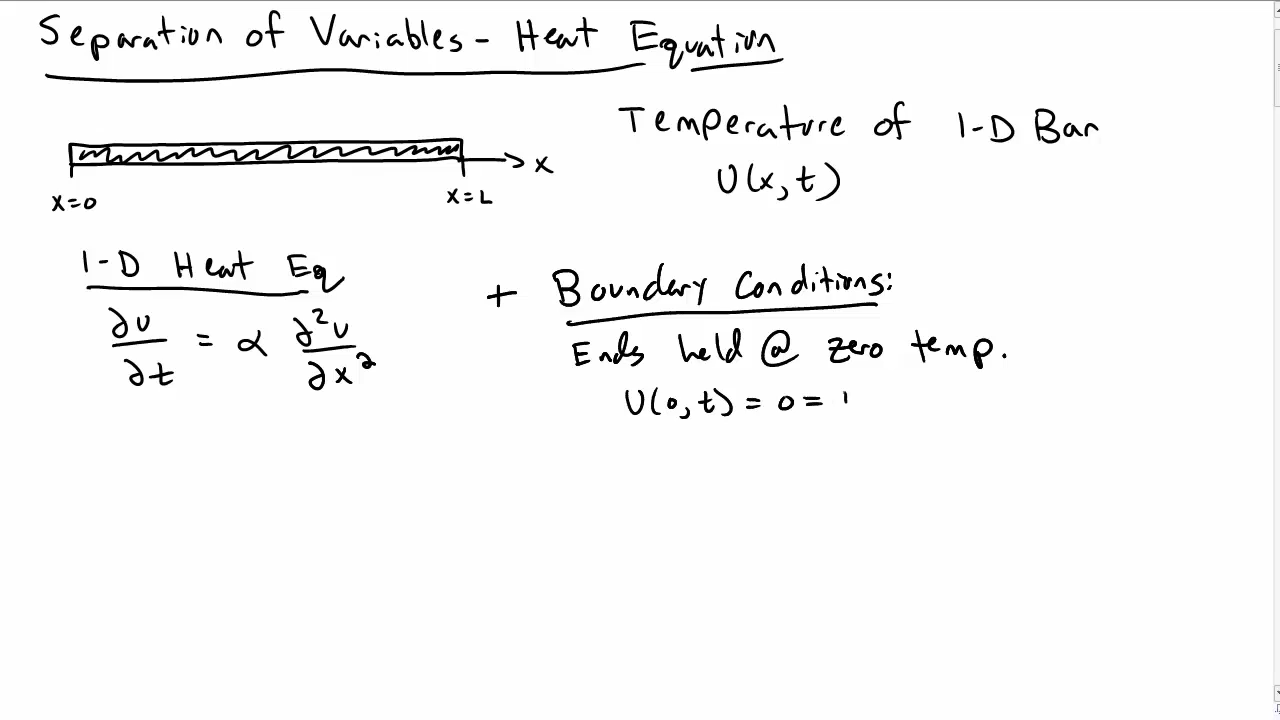 Separation of Variables - Heat Equation
Temperature of 1-D Bar
U(x,t)
x
x=0
x=L
1-D Heat Eq
∂u/∂t = α ∂²u/∂x²
+ Boundary Conditions:
Ends held @ zero temp.
U(0,t) = 0 =